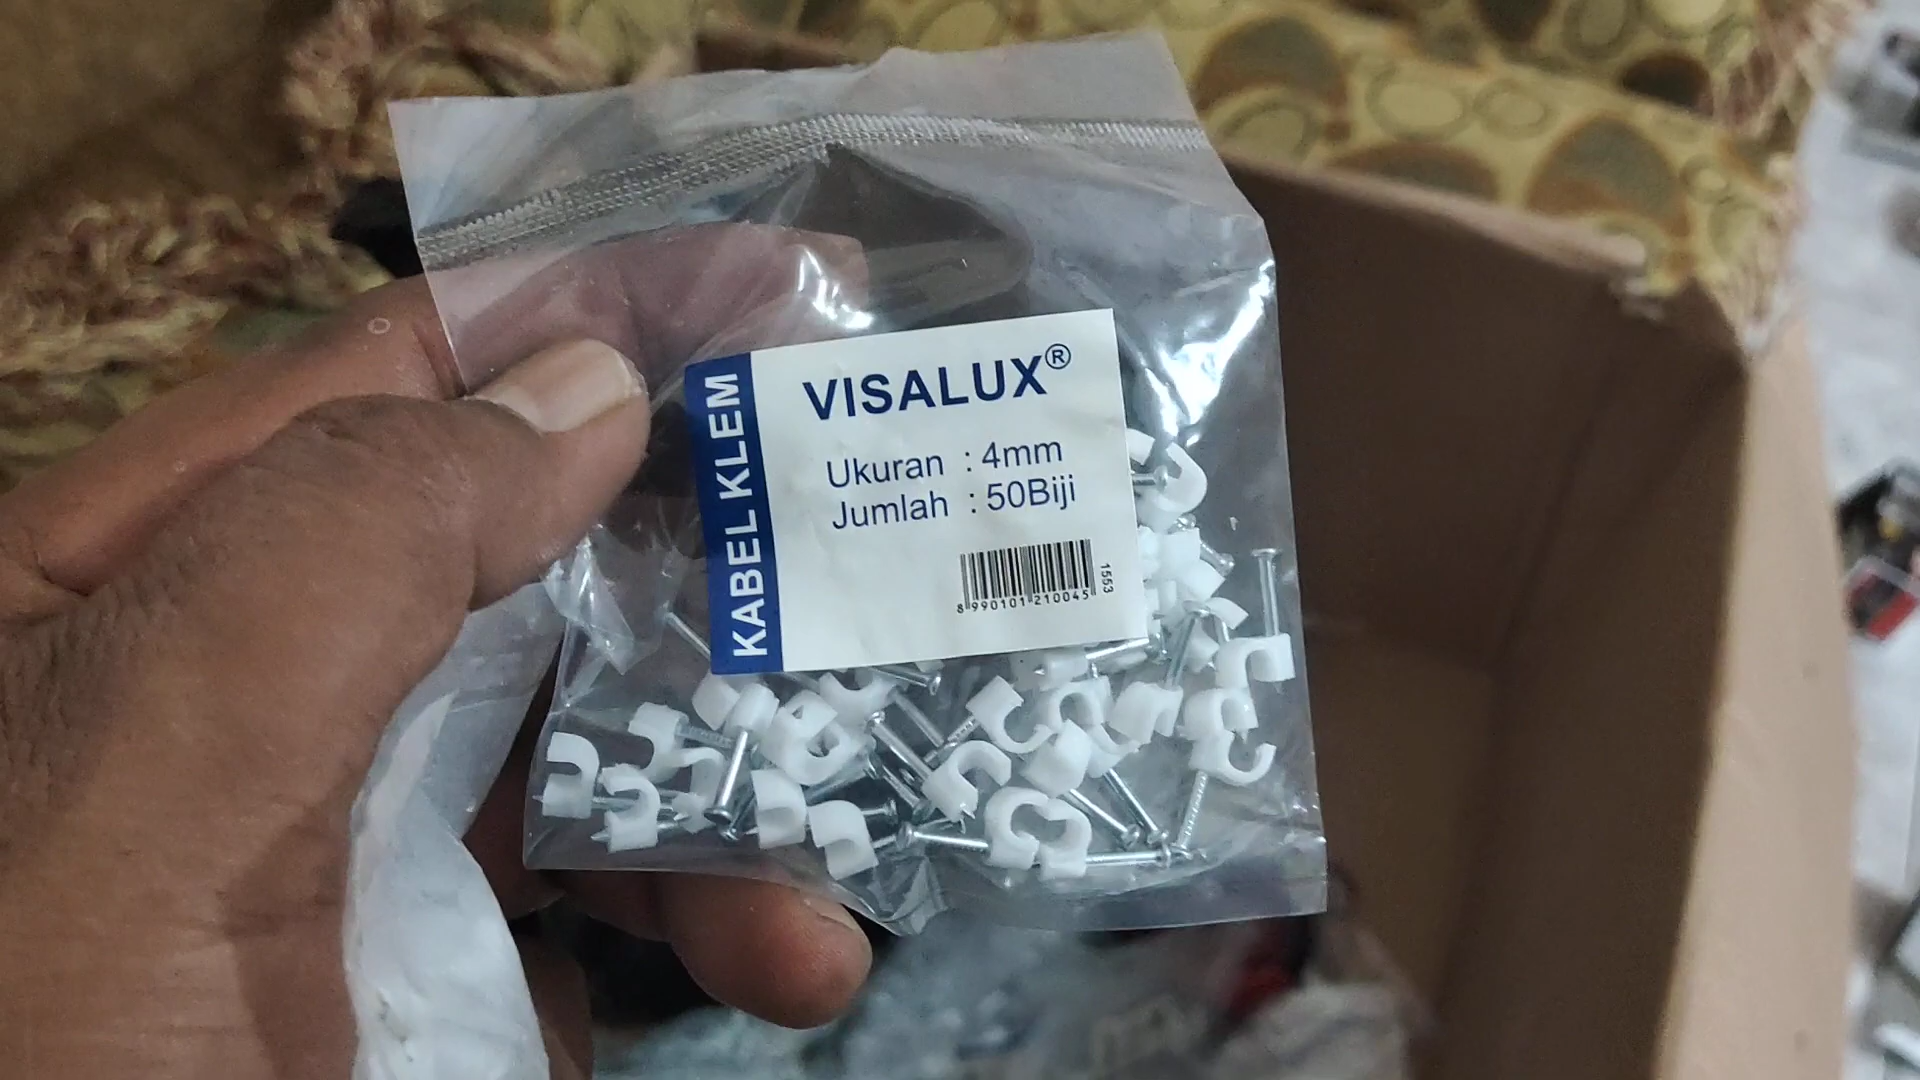 KABEL KLEM
VISALUX®
Ukuran : 4mm
Jumlah : 50Biji
8 990101 210045
1553